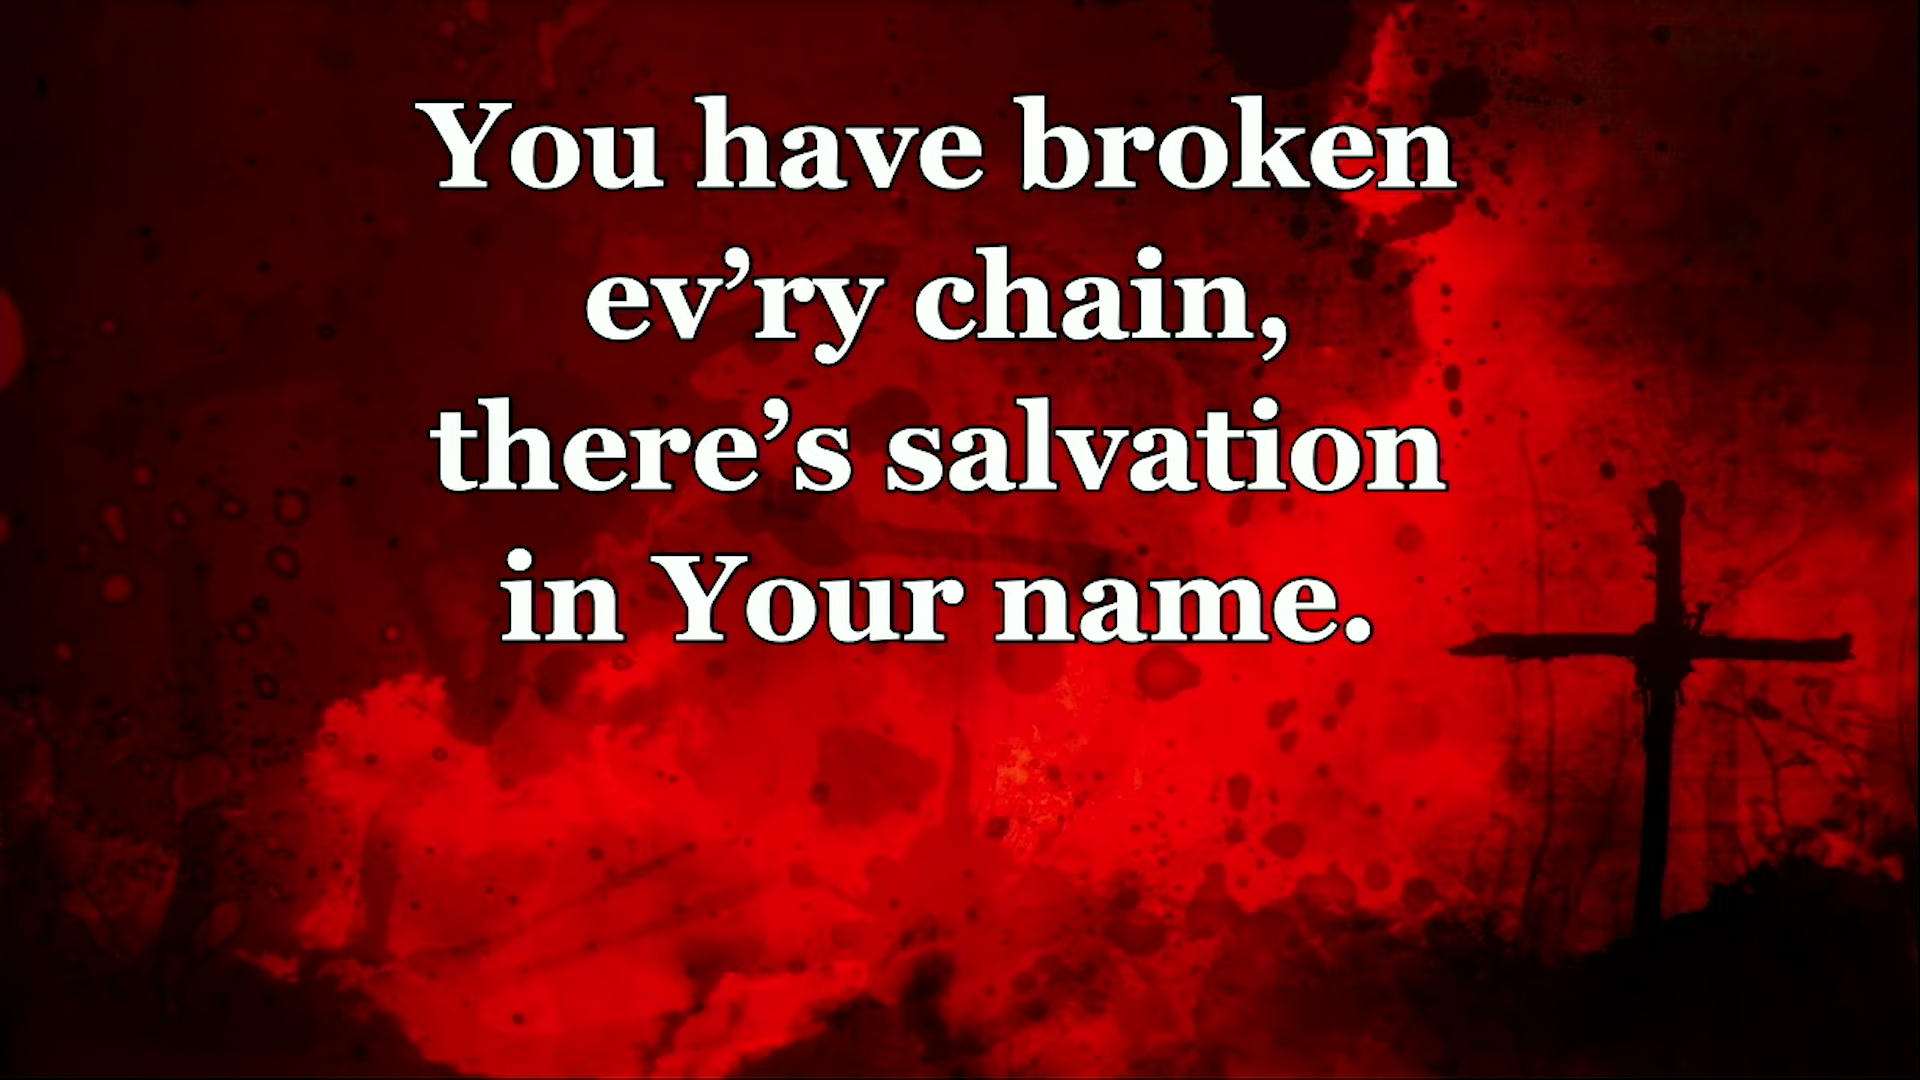 You have broken
ev’ry chain,
there’s salvation
in Your name.